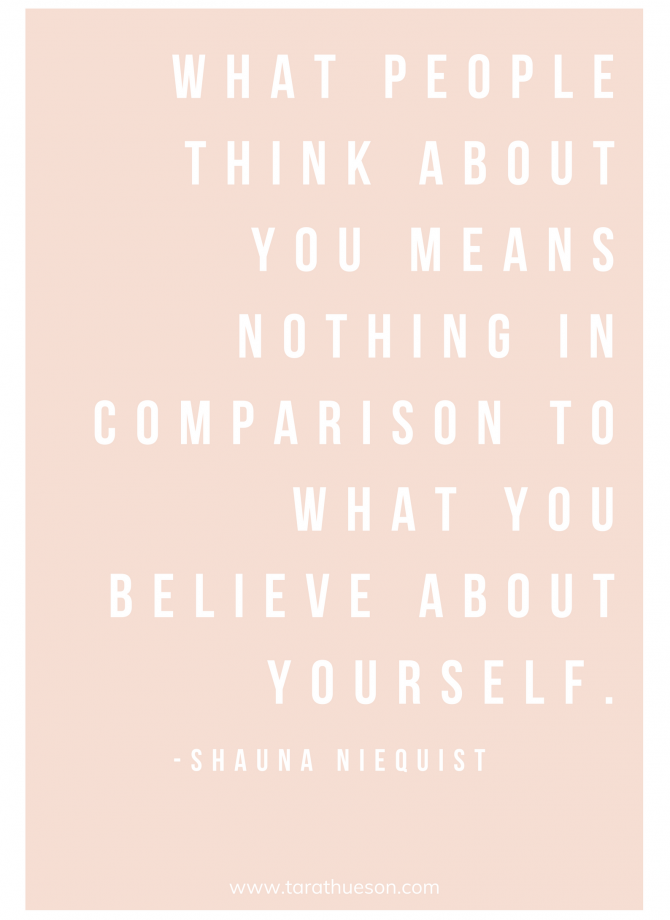 WHAT PEOPLE
THINK ABOUT
YOU MEANS
NOTHING IN
COMPARISON TO
WHAT YOU
BELIEVE ABOUT
YOURSELF.
-SHAUNA NIEQUIST
www.tarathueson.com